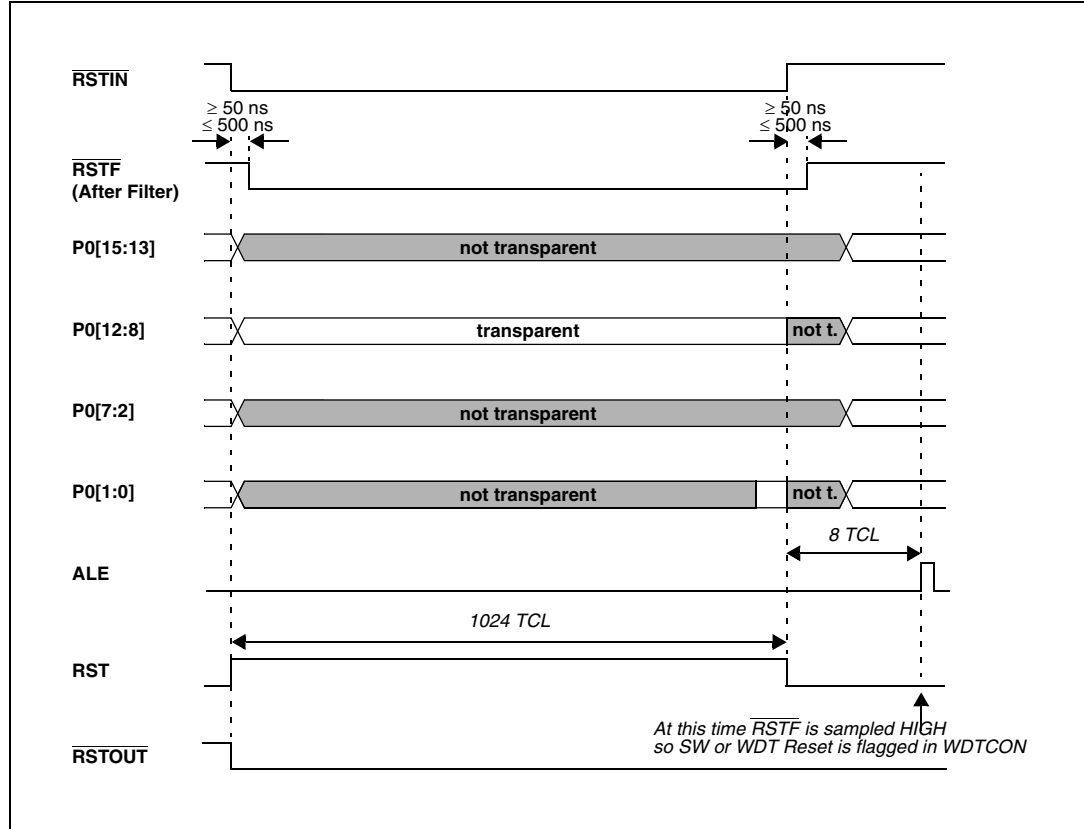 RSTIN
≥ 50 ns
≤ 500 ns
≥ 50 ns
≤ 500 ns
RSTF
(After Filter)
P0[15:13]
not transparent
P0[12:8]
transparent
not t.
P0[7:2]
not transparent
P0[1:0]
not transparent
not t.
8 TCL
ALE
1024 TCL
RST
At this time RSTF is sampled HIGH
so SW or WDT Reset is flagged in WDTCON
RSTOUT